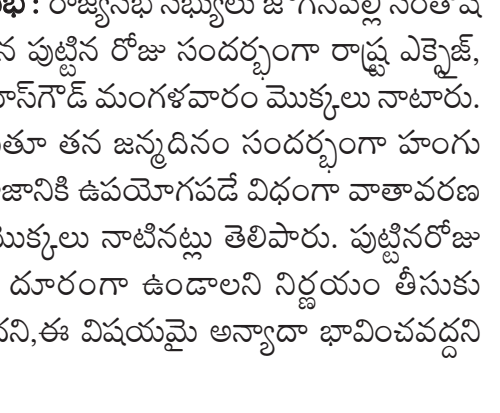 : రాజ్యసభ సభ్యులు జోగినపల్లి సంతోష్
పుట్టిన రోజు సందర్భంగా రాష్ట్ర ఎక్సైజ్,
మంగళవారం మొక్కలు నాటారు.
తన జన్మదినం సందర్భంగా హంగు
ఉపయోగపడే విధంగా వాతావరణ
మొక్కలు నాటినట్లు తెలిపారు. పుట్టినరోజు
దూరంగా ఉండాలని నిర్ణయం తీసుకు
ఈ విషయమై అన్యాదా భావించవద్దని